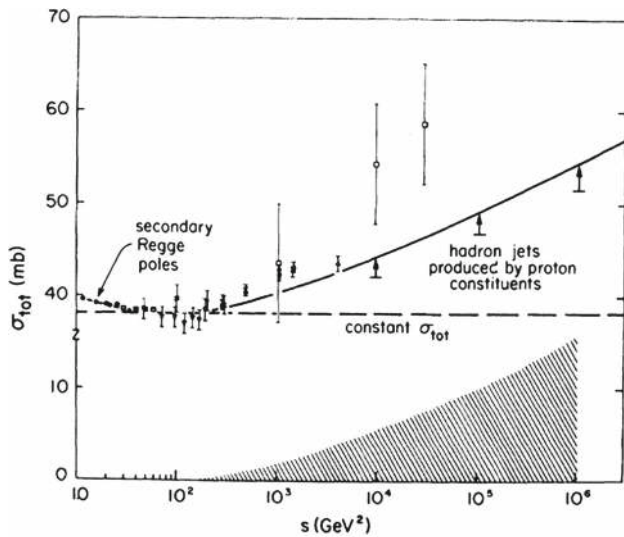 70
60
50
40
10
0
σtot (mb)
secondary
Regge
poles
hadron jets
produced by proton
constituents
constant σtot
10 10² 10³ 10⁴ 10⁵ 10⁶
s (GeV²)